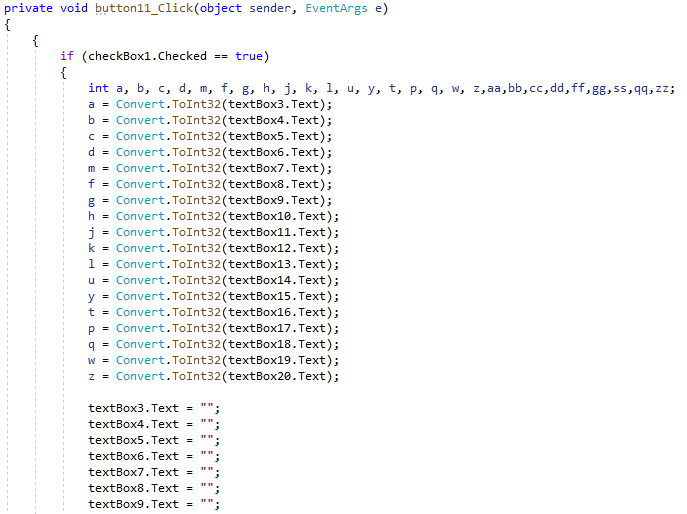 private void button11_Click(object sender, EventArgs e)
{
{
if (checkBox1.Checked == true)
{
int a, b, c, d, m, f, g, h, j, k, l, u, y, t, p, q, w, z,aa,bb,cc,dd,ff,gg,ss,qq,zz;
a = Convert.ToInt32(textBox3.Text);
b = Convert.ToInt32(textBox4.Text);
c = Convert.ToInt32(textBox5.Text);
d = Convert.ToInt32(textBox6.Text);
m = Convert.ToInt32(textBox7.Text);
f = Convert.ToInt32(textBox8.Text);
g = Convert.ToInt32(textBox9.Text);
h = Convert.ToInt32(textBox10.Text);
j = Convert.ToInt32(textBox11.Text);
k = Convert.ToInt32(textBox12.Text);
l = Convert.ToInt32(textBox13.Text);
u = Convert.ToInt32(textBox14.Text);
y = Convert.ToInt32(textBox15.Text);
t = Convert.ToInt32(textBox16.Text);
p = Convert.ToInt32(textBox17.Text);
q = Convert.ToInt32(textBox18.Text);
w = Convert.ToInt32(textBox19.Text);
z = Convert.ToInt32(textBox20.Text);
textBox3.Text = "";
textBox4.Text = "";
textBox5.Text = "";
textBox6.Text = "";
textBox7.Text = "";
textBox8.Text = "";
textBox9.Text = "";